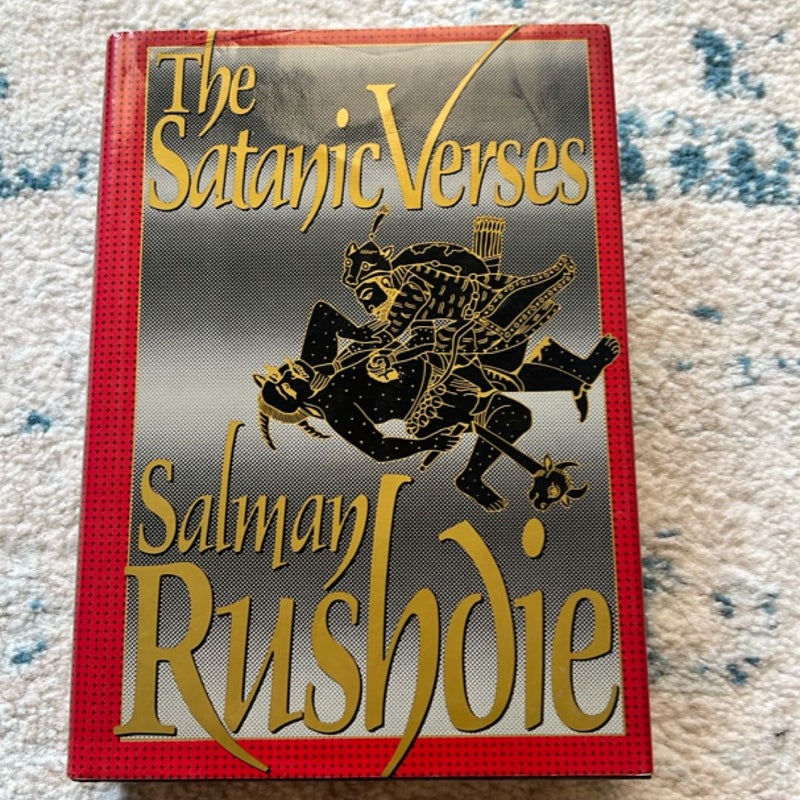 The
Satanic Verses
Salman
Rushdie